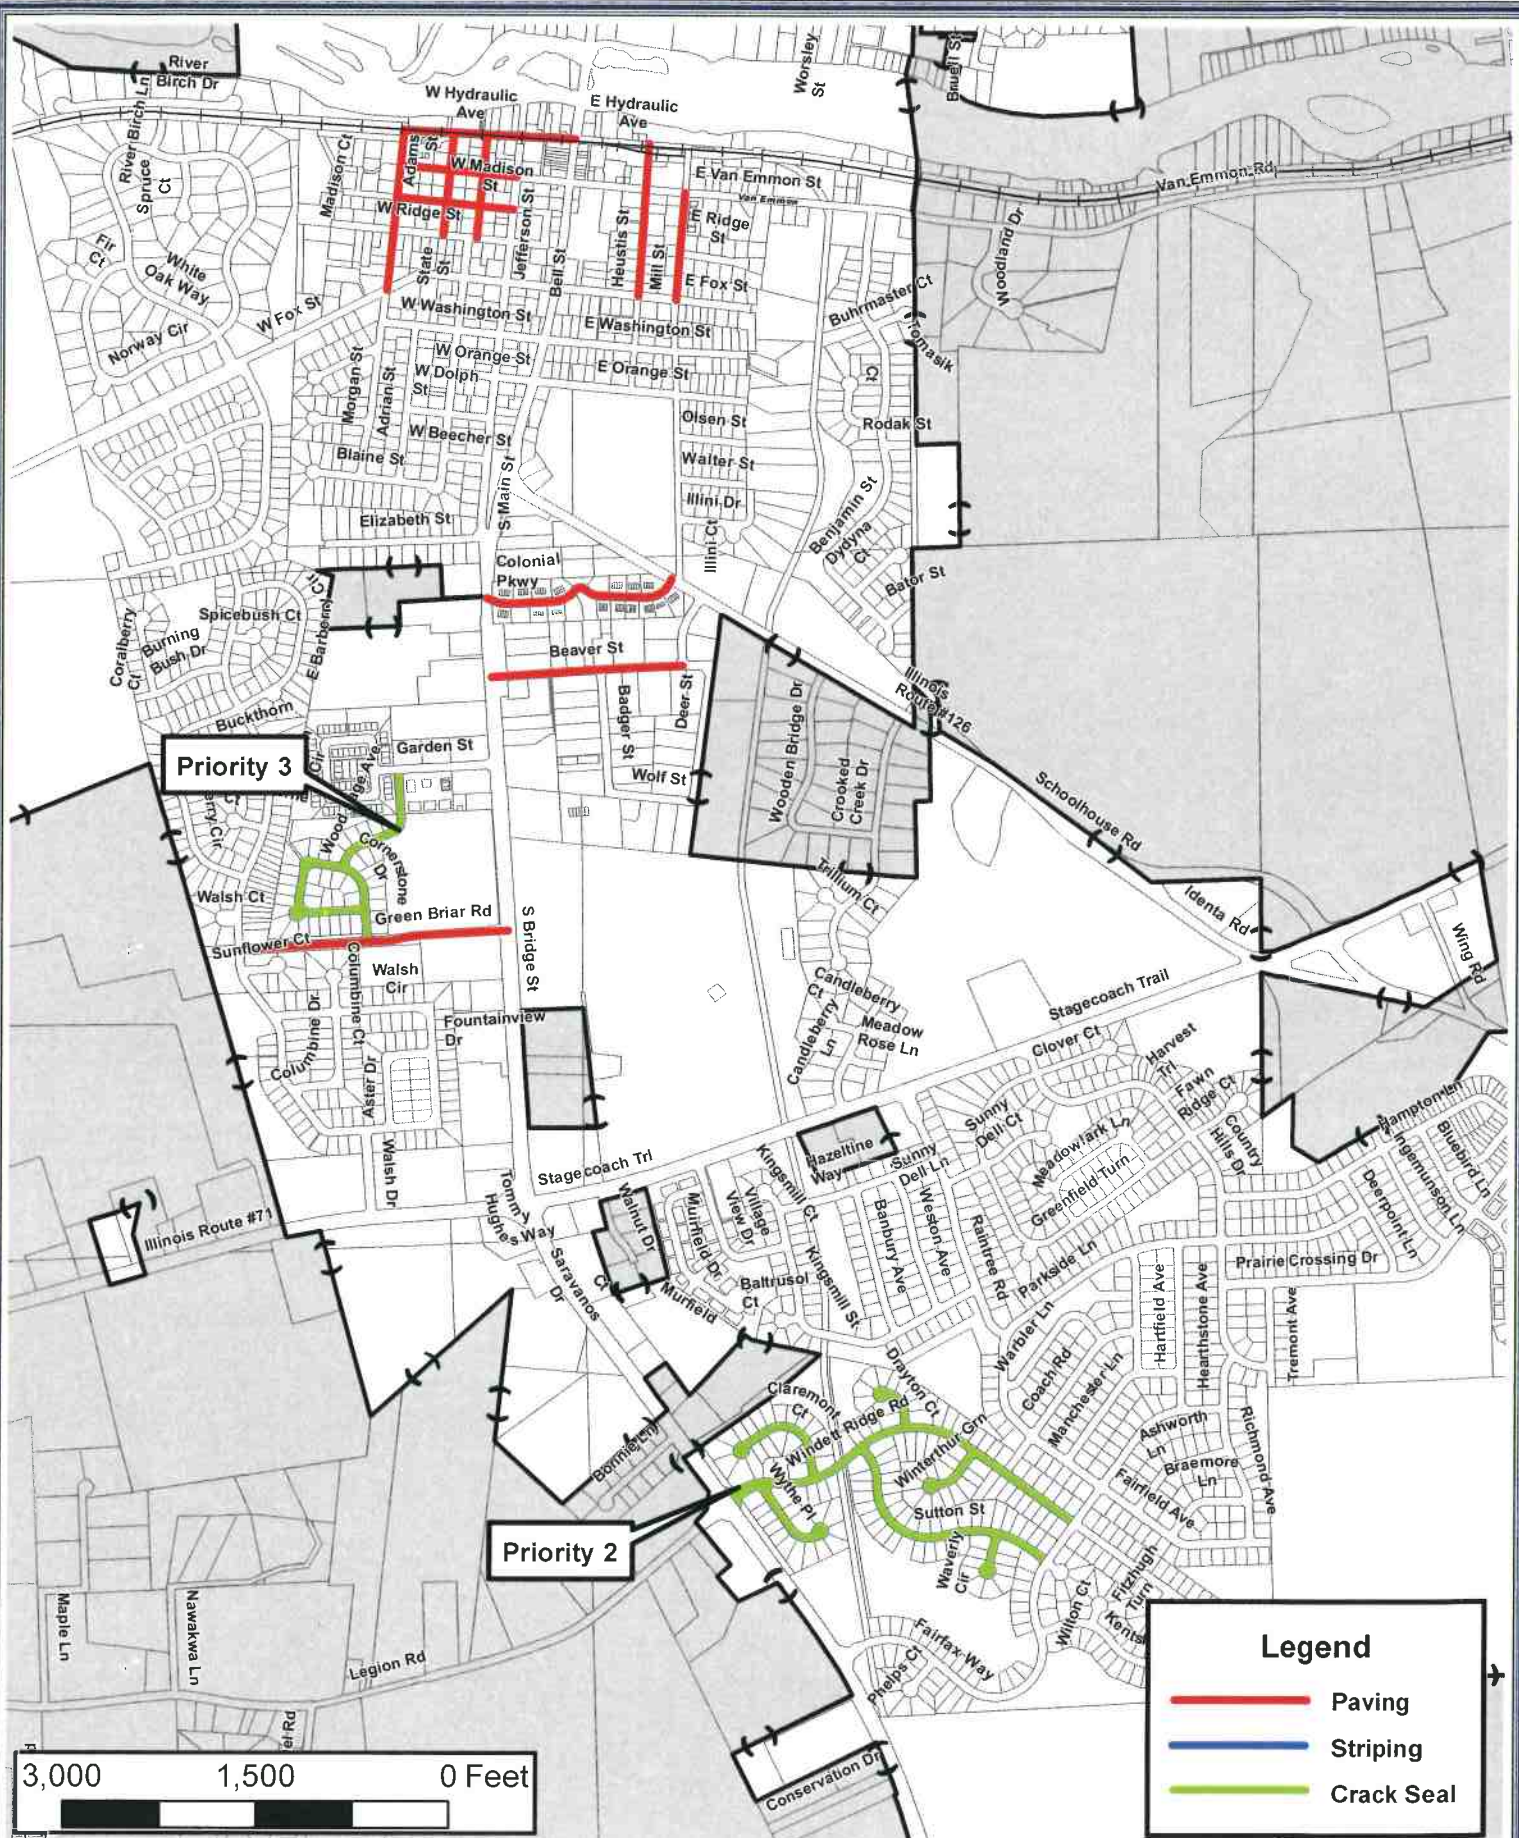 River
Birch Dr
River Birch Ln
Spruce
Ct
Fir
Ct
White
Oak Way
Norway Cir
Madison Ct
W Hydraulic
Ave
E Hydraulic
Ave
Worsley
St
Bruell St
Adams
St
W Madison
St
W Ridge St
State
St
Jefferson St
Bell St
Heustis St
Mill St
E Van Emmon St
Van Emmon
E Ridge
St
E Fox St
Van Emmon Rd
Woodland Dr
W Fox St
W Washington St
E Washington St
Buhrmaster Ct
Tomasik
Ct
W Orange St
E Orange St
W Dolph
St
Morgan St
Adrian St
W Beecher St
Blaine St
Olsen St
Walter St
Illini Dr
Illini Ct
Rodak St
Benjamin St
Dydyna
Ct
Bator St
Elizabeth St
S Main St
Colonial
Pkwy
Cir
Spicebush Ct
E Barberry
Coralberry
Ct
Burning
Bush Dr
Buckthorn
Beaver St
Badger St
Deer St
Wolf St
Illinois
Route #126
Wooden Bridge Dr
Crooked
Creek Dr
Schoolhouse Rd
Garden St
Priority 3
Cir
age Ave
Ct
erry Cir
Wood
Cornerstone
Dr
Walsh Ct
Green Briar Rd
Sunflower Ct
S Bridge St
Trillium Ct
Identa Rd
Wing Rd
Columbine Ct
Walsh
Cir
Columbine Dr
Fountainview
Dr
Aster Dr
Walsh Dr
Candleberry
Ct
Candleberry
Ln
Meadow
Rose Ln
Stagecoach Trail
Clover Ct
Harvest
Trl
Fawn
Ridge Ct
Country
Hills Dr
Hampton Ln
Ingemunson Ln
Bluebird Ln
Deerpoint Ln
Sunny
Dell Ct
Meadowlark Ln
Greenfield Turn
Hazeltine
Way
Sunny
Dell Ln
Stagecoach Trl
Tommy
Hughes Way
Illinois Route #71
Walnut Dr
Ct
Saravanos
Dr
Muirfield Dr
Village
View Dr
Kingsmill Ct
Kingsmill St
Baltrusol
Ct
Murfield
Banbury Ave
Weston Ave
Raintree Rd
Parkside Ln
Prairie Crossing Dr
Warbler Ln
Hartfield Ave
Hearthstone Ave
Tremont Ave
Coach Rd
Manchester Ln
Drayton Ct
Claremont
Ct
Windett Ridge Rd
Winterthur Grn
Bonnie Ln
Wythe Pl
Sutton St
Waverly
Cir
Ashworth
Ln
Braemore
Ln
Richmond Ave
Fairfield Ave
Priority 2
Fitzhugh
Turn
Wilton Ct
Kents
Fairfax Way
Phelps Ct
Maple Ln
Nawakwa Ln
Legion Rd
el Rd
Conservation Dr
3,000 1,500 0 Feet
Legend
Paving
Striping
Crack Seal